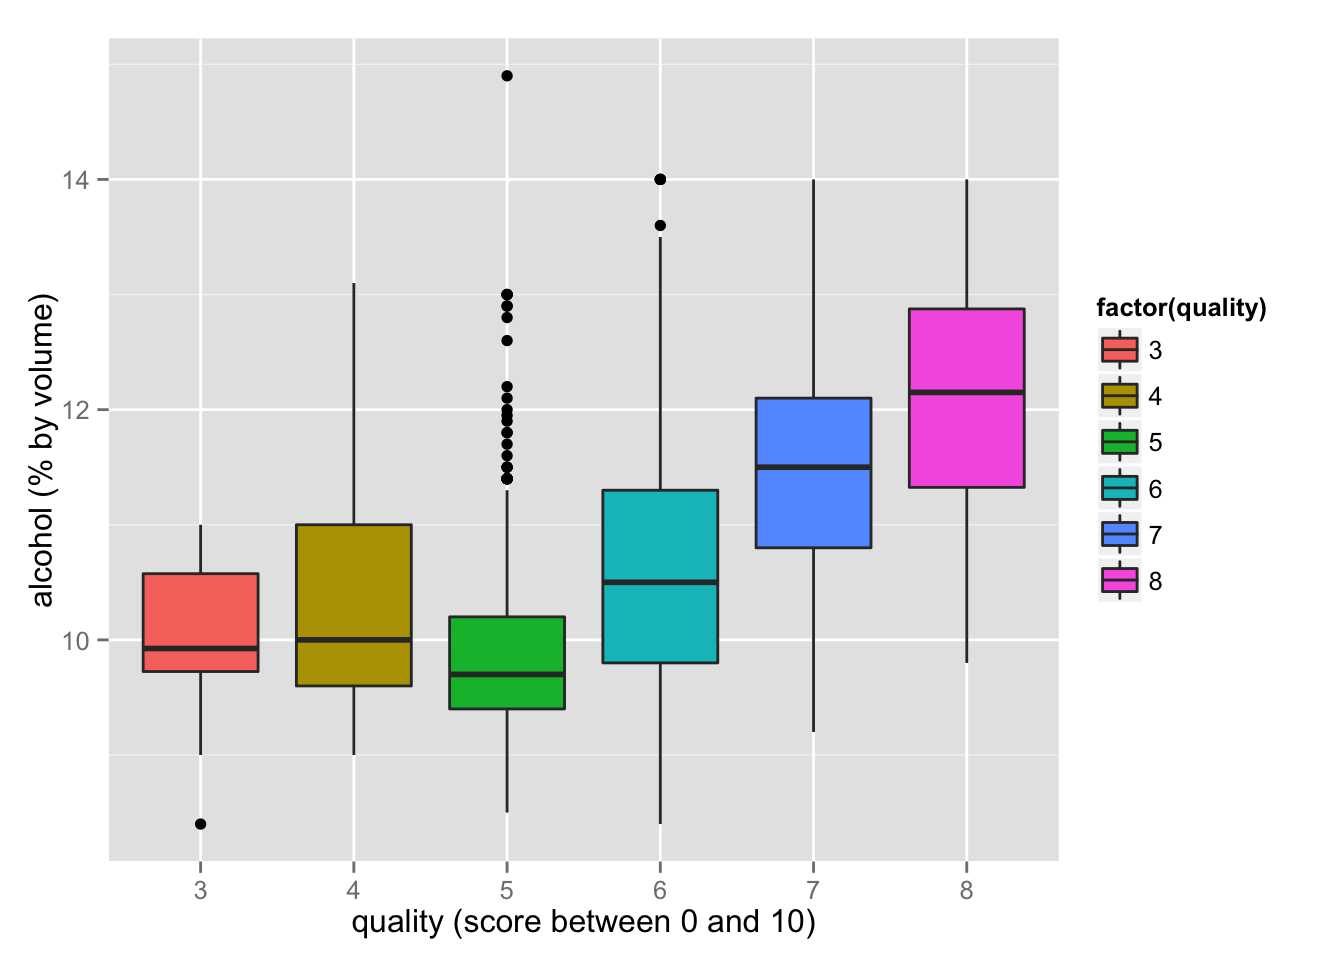 14
12
10
alcohol (% by volume)
3 4 5 6 7 8
quality (score between 0 and 10)
factor(quality)
3
4
5
6
7
8